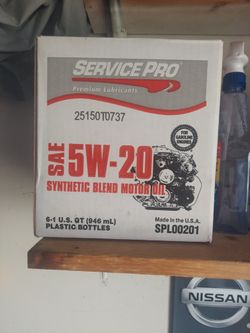 SERVICE PRO
Premium Lubricants
25150T0737
FOR GASOLINE ENGINES
SAE 5W-20
SYNTHETIC BLEND MOTOR OIL
6-1 U.S. QT (946 mL)
PLASTIC BOTTLES
Made in the U.S.A.
SPL00201
NISSAN